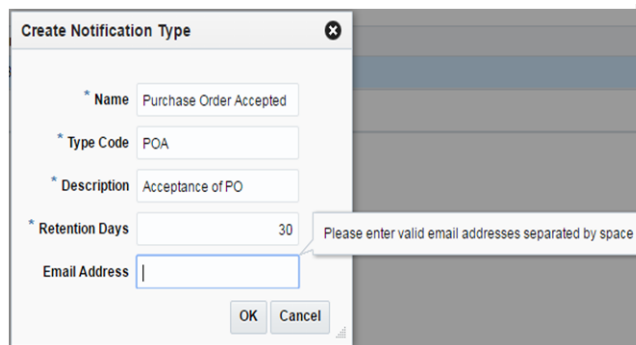 Create Notification Type
* Name Purchase Order Accepted
* Type Code POA
* Description Acceptance of PO
* Retention Days 30
Please enter valid email addresses separated by space
Email Address
OK Cancel